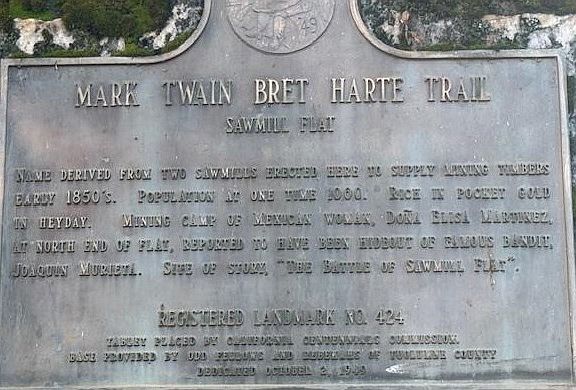 '49
MARK TWAIN BRET HARTE TRAIL
SAWMILL FLAT
NAME DERIVED FROM TWO SAWMILLS ERECTED HERE TO SUPPLY MINING TIMBERS
EARLY 1850'S. POPULATION AT ONE TIME 1000. RICH IN POCKET GOLD
IN HEYDAY. MINING CAMP OF MEXICAN WOMAN, DOÑA ELISA MARTINEZ,
AT NORTH END OF FLAT, REPORTED TO HAVE BEEN HIDEOUT OF FAMOUS BANDIT,
JOAQUIN MURIETA. SITE OF STORY, "THE BATTLE OF SAWMILL FLAT".
REGISTERED LANDMARK NO. 424
TABLET PLACED BY CALIFORNIA CENTENNIALS COMMISSION.
BASE PROVIDED BY ODD FELLOWS AND REBEKAHS OF TUOLUMNE COUNTY
DEDICATED OCTOBER 2, 1949